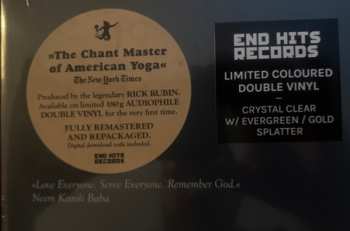 »The Chant Master
of American Yoga«
The New York Times
Produced by the legendary RICK RUBIN.
Available on limited 180g AUDIOPHILE
DOUBLE VINYL for the very first time.
FULLY REMASTERED
AND REPACKAGED.
Digital download code included.
END HITS
RECORDS
END HITS
RECORDS
LIMITED COLOURED
DOUBLE VINYL
–
CRYSTAL CLEAR
W/ EVERGREEN / GOLD
SPLATTER
»Love Everyone. Serve Everyone. Remember God.«
Neem Karoli Baba